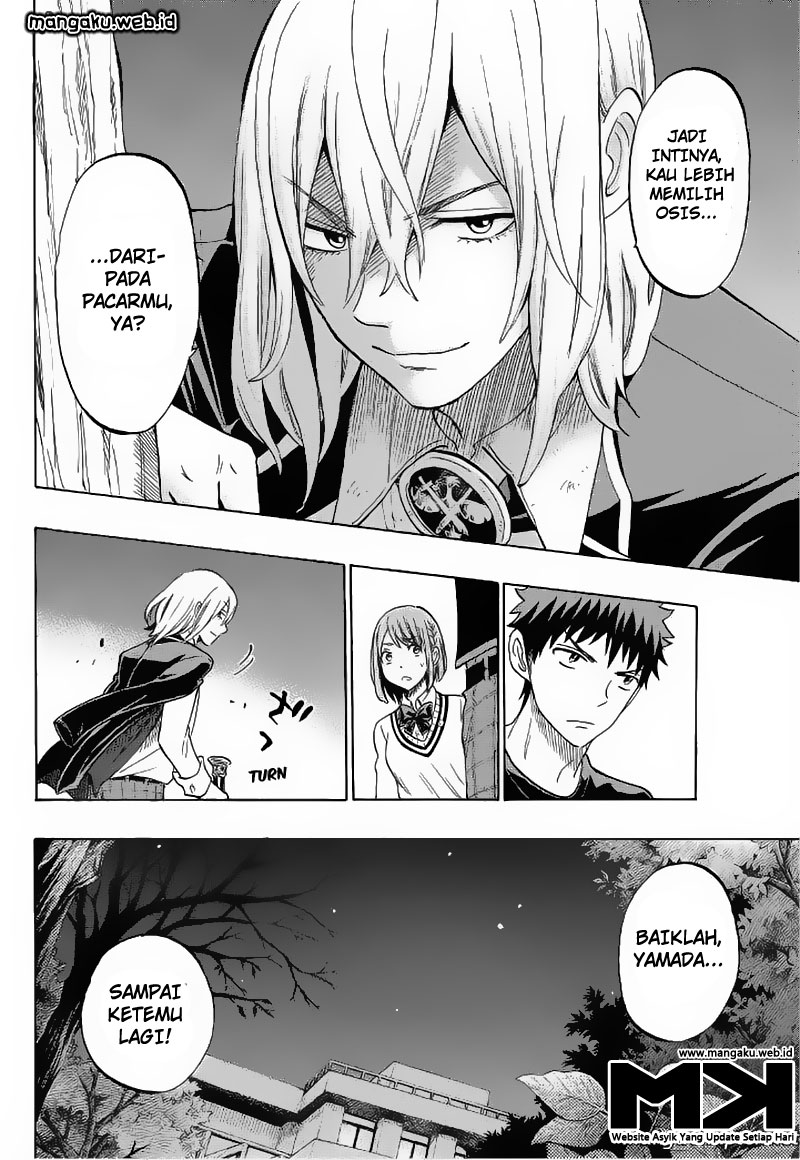 mangaku.web.id
JADI
INTINYA,
KAU LEBIH
MEMILIH
OSIS...
...DARI-
PADA
PACARMU,
YA?
TURN
BAIKLAH,
YAMADA...
SAMPAI
KETEMU
LAGI!
www.mangaku.web.id
MK
Website Asyik Yang Update Setiap Hari